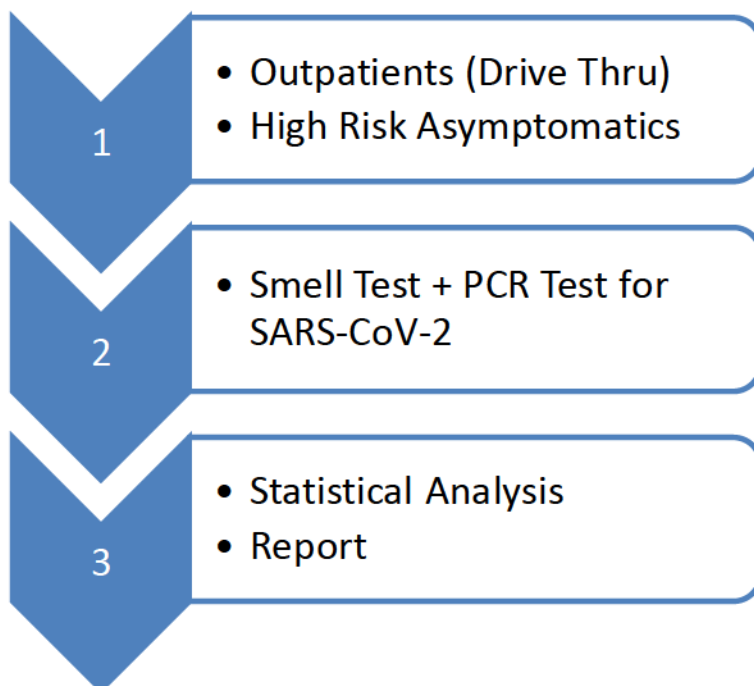 1
• Outpatients (Drive Thru)
• High Risk Asymptomatics
2
• Smell Test + PCR Test for
SARS-CoV-2
3
• Statistical Analysis
• Report